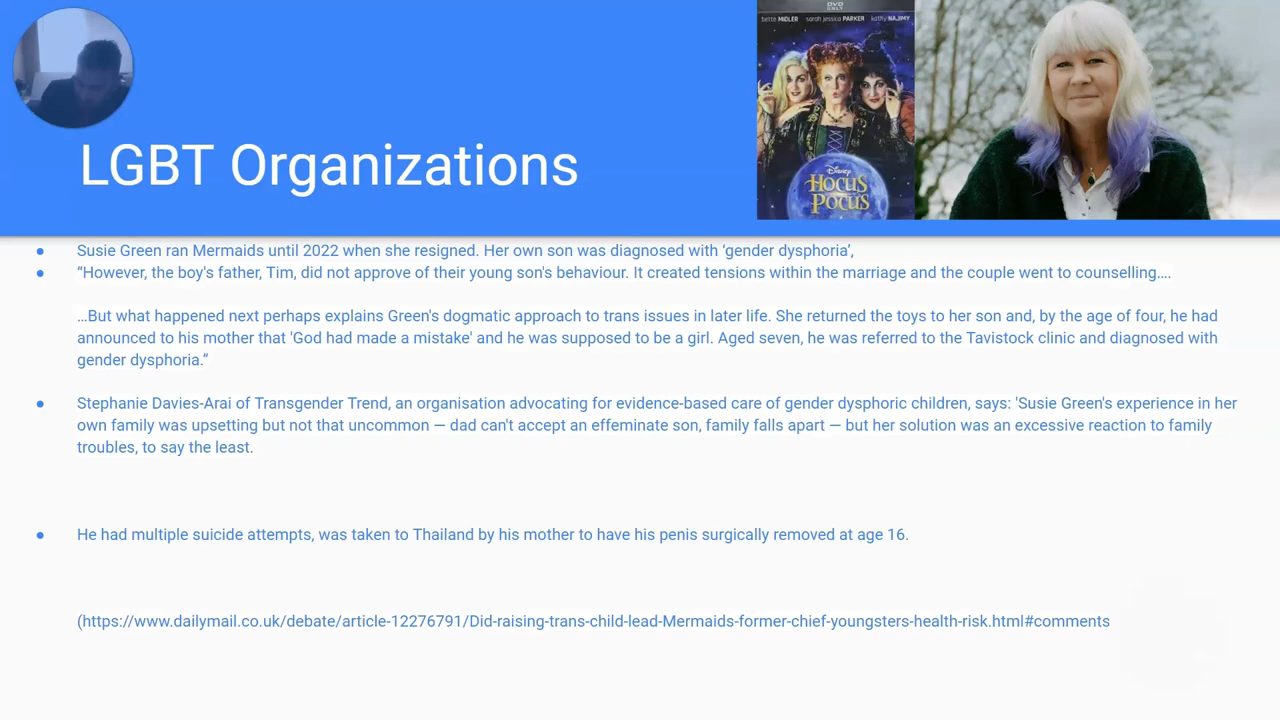 DVD
ONLY
bette MIDLER sarah jessica PARKER kathy NAJIMY
Disney
HOCUS
POCUS
LGBT Organizations
● Susie Green ran Mermaids until 2022 when she resigned. Her own son was diagnosed with ‘gender dysphoria’,
● “However, the boy's father, Tim, did not approve of their young son's behaviour. It created tensions within the marriage and the couple went to counselling….
…But what happened next perhaps explains Green's dogmatic approach to trans issues in later life. She returned the toys to her son and, by the age of four, he had
announced to his mother that 'God had made a mistake' and he was supposed to be a girl. Aged seven, he was referred to the Tavistock clinic and diagnosed with
gender dysphoria.”
● Stephanie Davies-Arai of Transgender Trend, an organisation advocating for evidence-based care of gender dysphoric children, says: 'Susie Green's experience in her
own family was upsetting but not that uncommon — dad can't accept an effeminate son, family falls apart — but her solution was an excessive reaction to family
troubles, to say the least.
● He had multiple suicide attempts, was taken to Thailand by his mother to have his penis surgically removed at age 16.
(https://www.dailymail.co.uk/debate/article-12276791/Did-raising-trans-child-lead-Mermaids-former-chief-youngsters-health-risk.html#comments